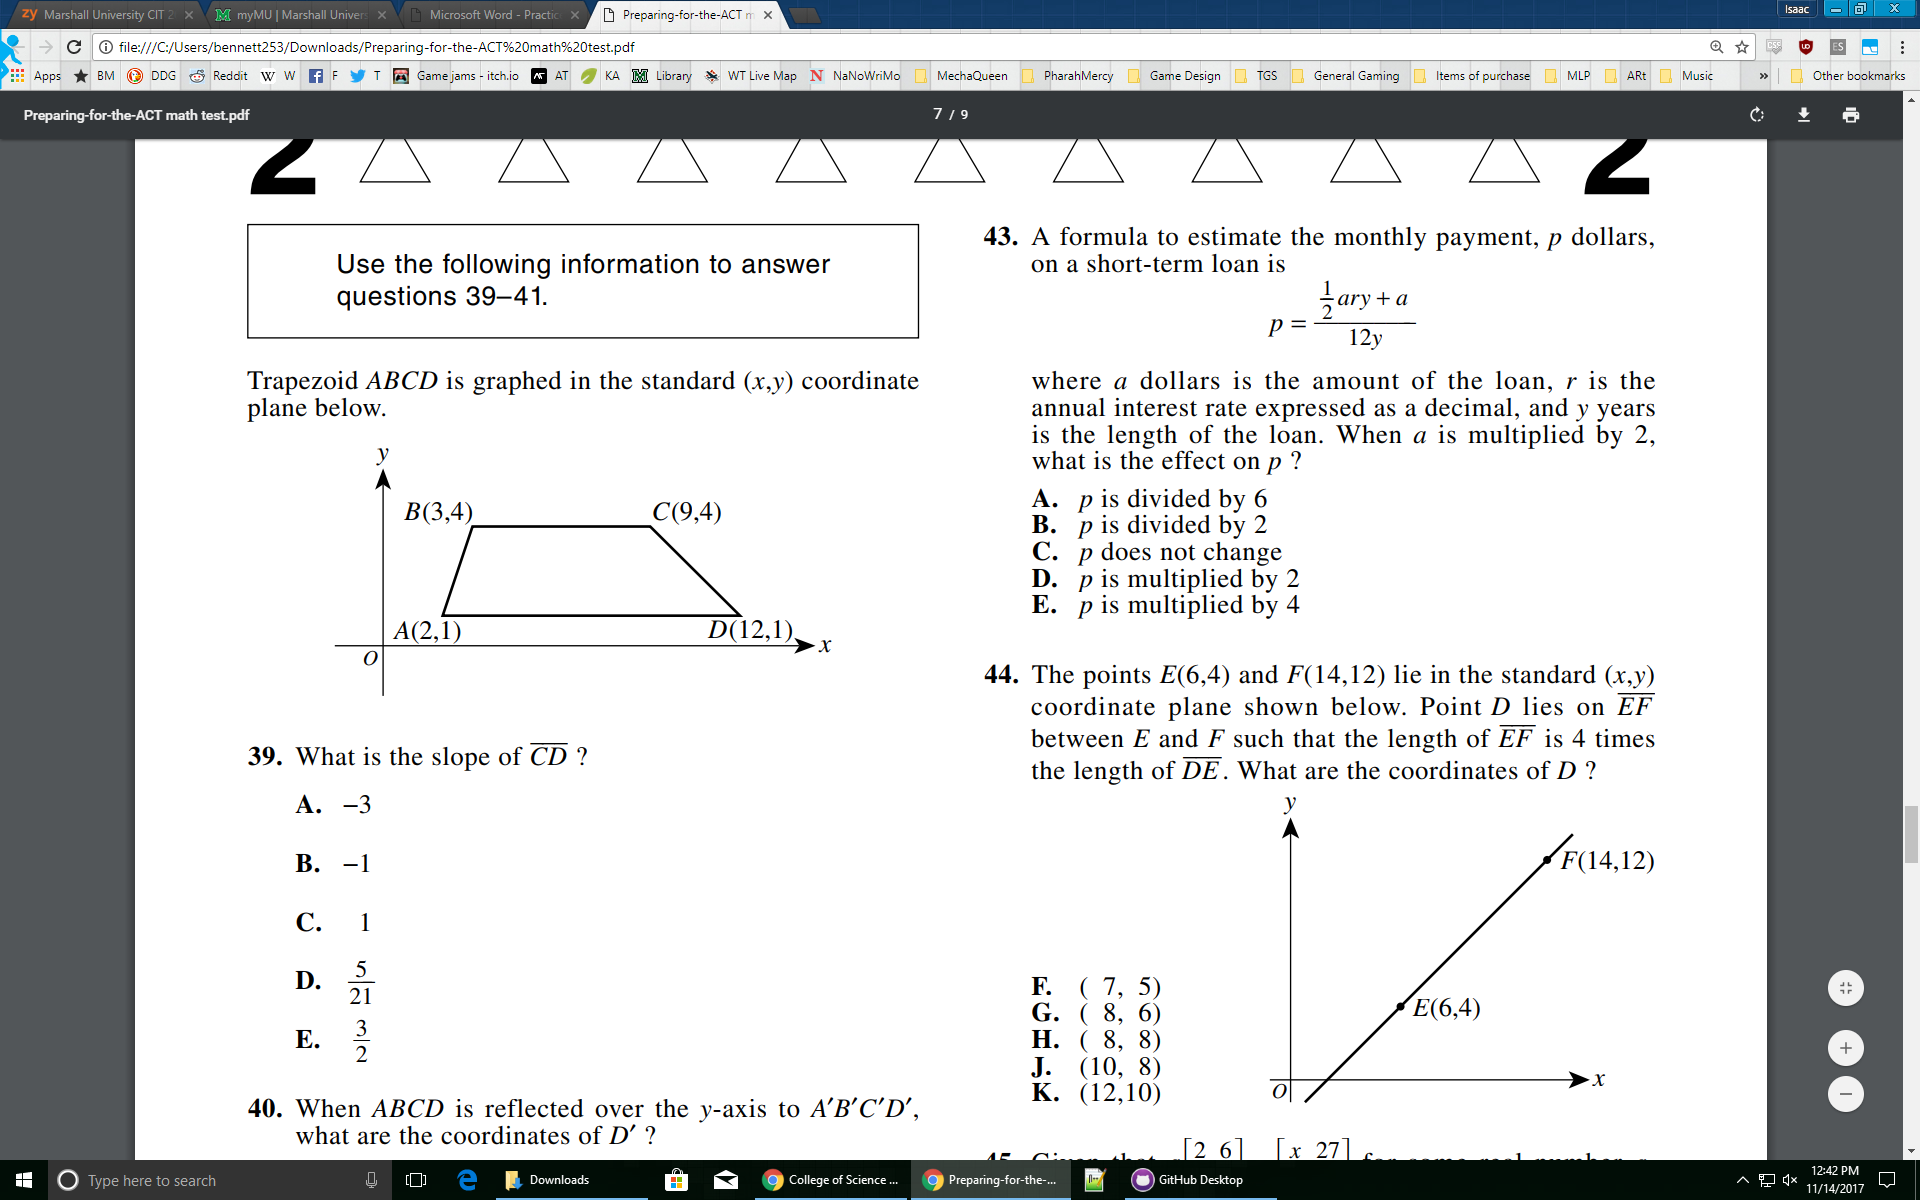 Marshall University CIT 2
myMU | Marshall Univers
Microsoft Word - Practic
Preparing-for-the-ACT m
Isaac
file:///C:/Users/bennett253/Downloads/Preparing-for-the-ACT%20math%20test.pdf
Apps BM DDG Reddit W F T Game jams - itch.io AT KA Library WT Live Map NaNoWriMo MechaQueen PharahMercy Game Design TGS General Gaming Items of purchase MLP ARt Music » Other bookmarks
Preparing-for-the-ACT math test.pdf
7 / 9
2 2
Use the following information to answer
questions 39–41.
Trapezoid ABCD is graphed in the standard (x,y) coordinate
plane below.
y
B(3,4) C(9,4)
A(2,1) D(12,1)
O x
39. What is the slope of CD ?
A. −3
B. −1
C. 1
D. 5/21
E. 3/2
40. When ABCD is reflected over the y-axis to A′B′C′D′,
what are the coordinates of D′ ?
43. A formula to estimate the monthly payment, p dollars,
on a short-term loan is
p = (1/2 ary + a)/12y
where a dollars is the amount of the loan, r is the
annual interest rate expressed as a decimal, and y years
is the length of the loan. When a is multiplied by 2,
what is the effect on p ?
A. p is divided by 6
B. p is divided by 2
C. p does not change
D. p is multiplied by 2
E. p is multiplied by 4
44. The points E(6,4) and F(14,12) lie in the standard (x,y)
coordinate plane shown below. Point D lies on EF
between E and F such that the length of EF is 4 times
the length of DE. What are the coordinates of D ?
y
F(14,12)
E(6,4)
O x
F. ( 7, 5)
G. ( 8, 6)
H. ( 8, 8)
J. (10, 8)
K. (12,10)
45. Given that [2 6] [x 27] for some real number
Type here to search
Downloads
College of Science ...
Preparing-for-the-...
GitHub Desktop
12:42 PM
11/14/2017